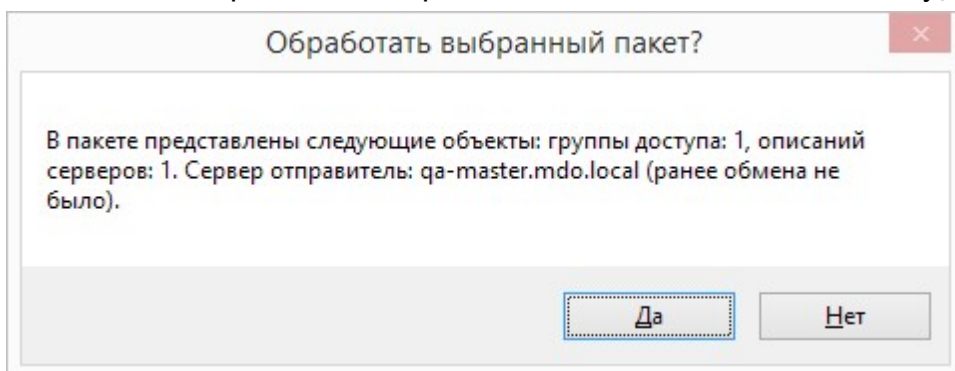 Обработать выбранный пакет?
В пакете представлены следующие объекты: группы доступа: 1, описаний
серверов: 1. Сервер отправитель: qa-master.mdo.local (ранее обмена не
было).
Да
Нет